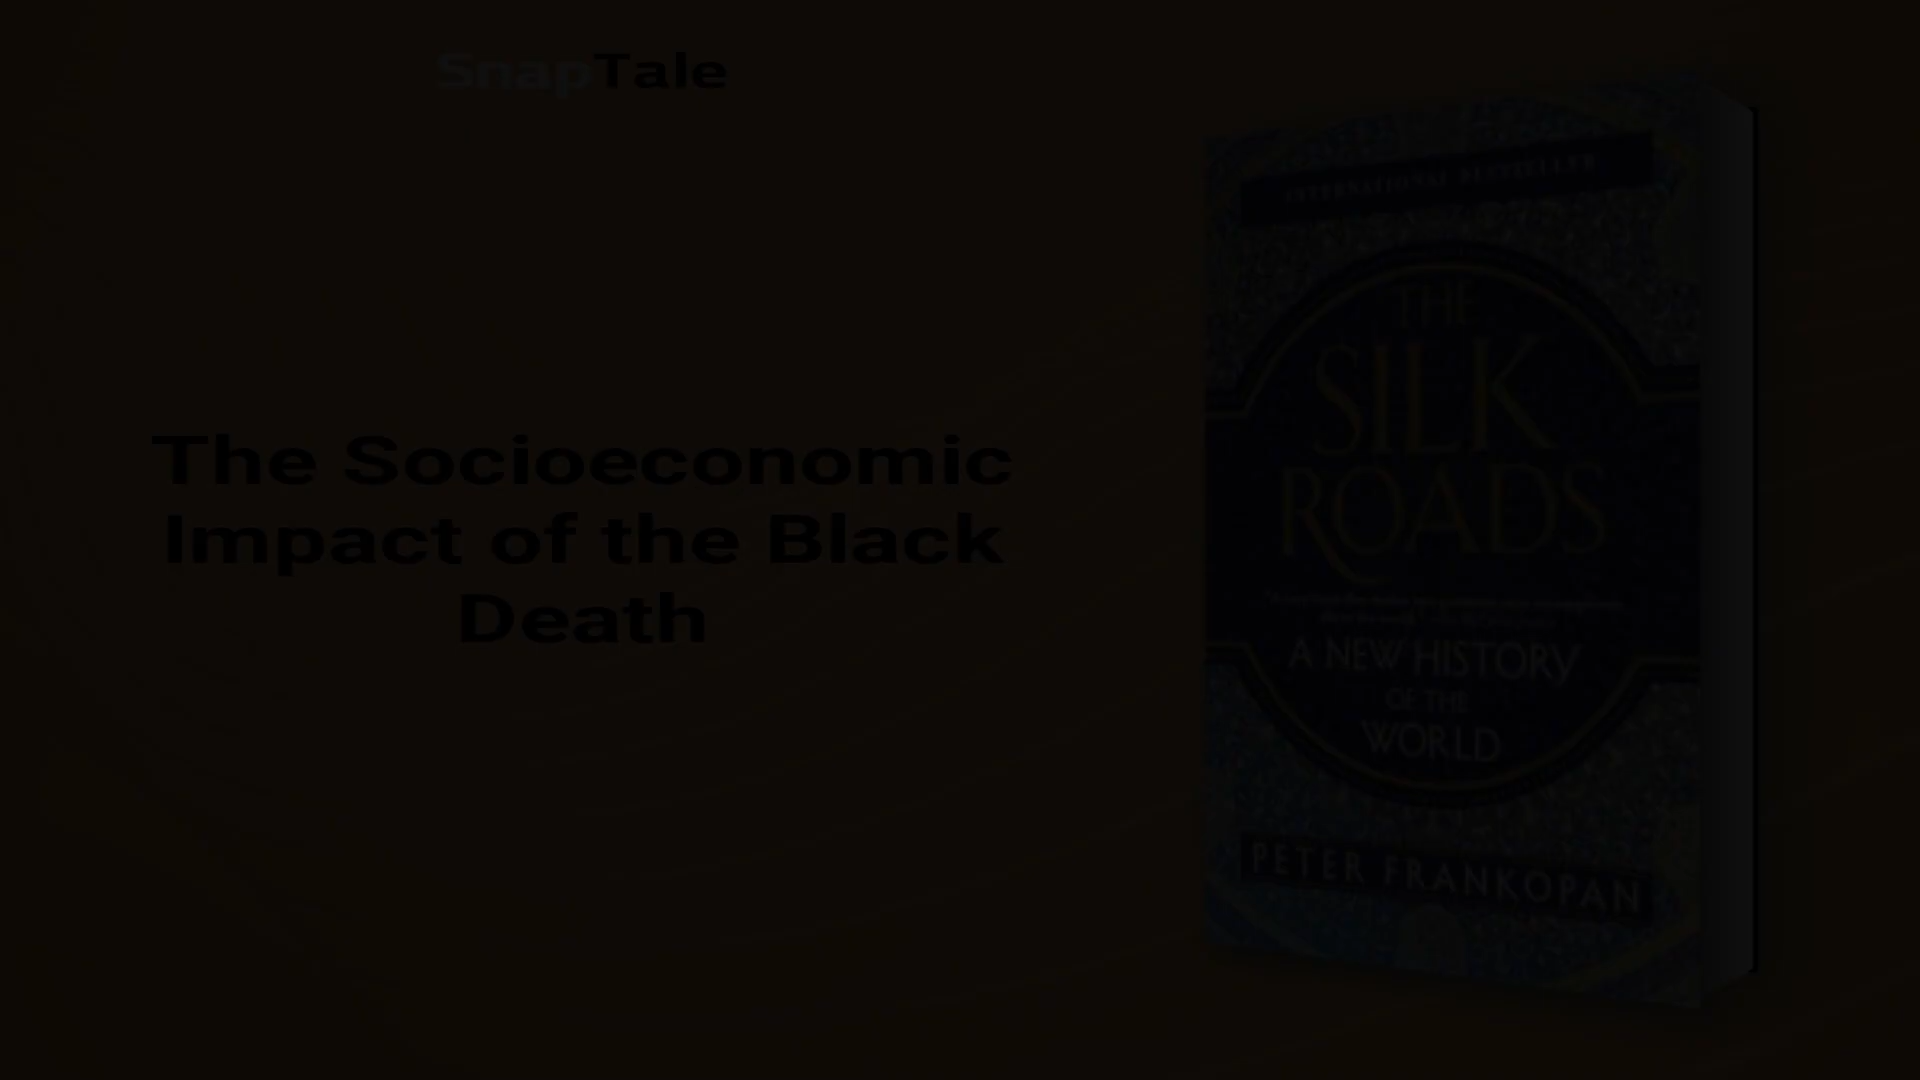 SnapTale
The Socioeconomic
Impact of the Black
Death
INTERNATIONAL BESTSELLER
THE
SILK
ROADS
A NEW HISTORY
OF THE
WORLD
PETER FRANKOPAN